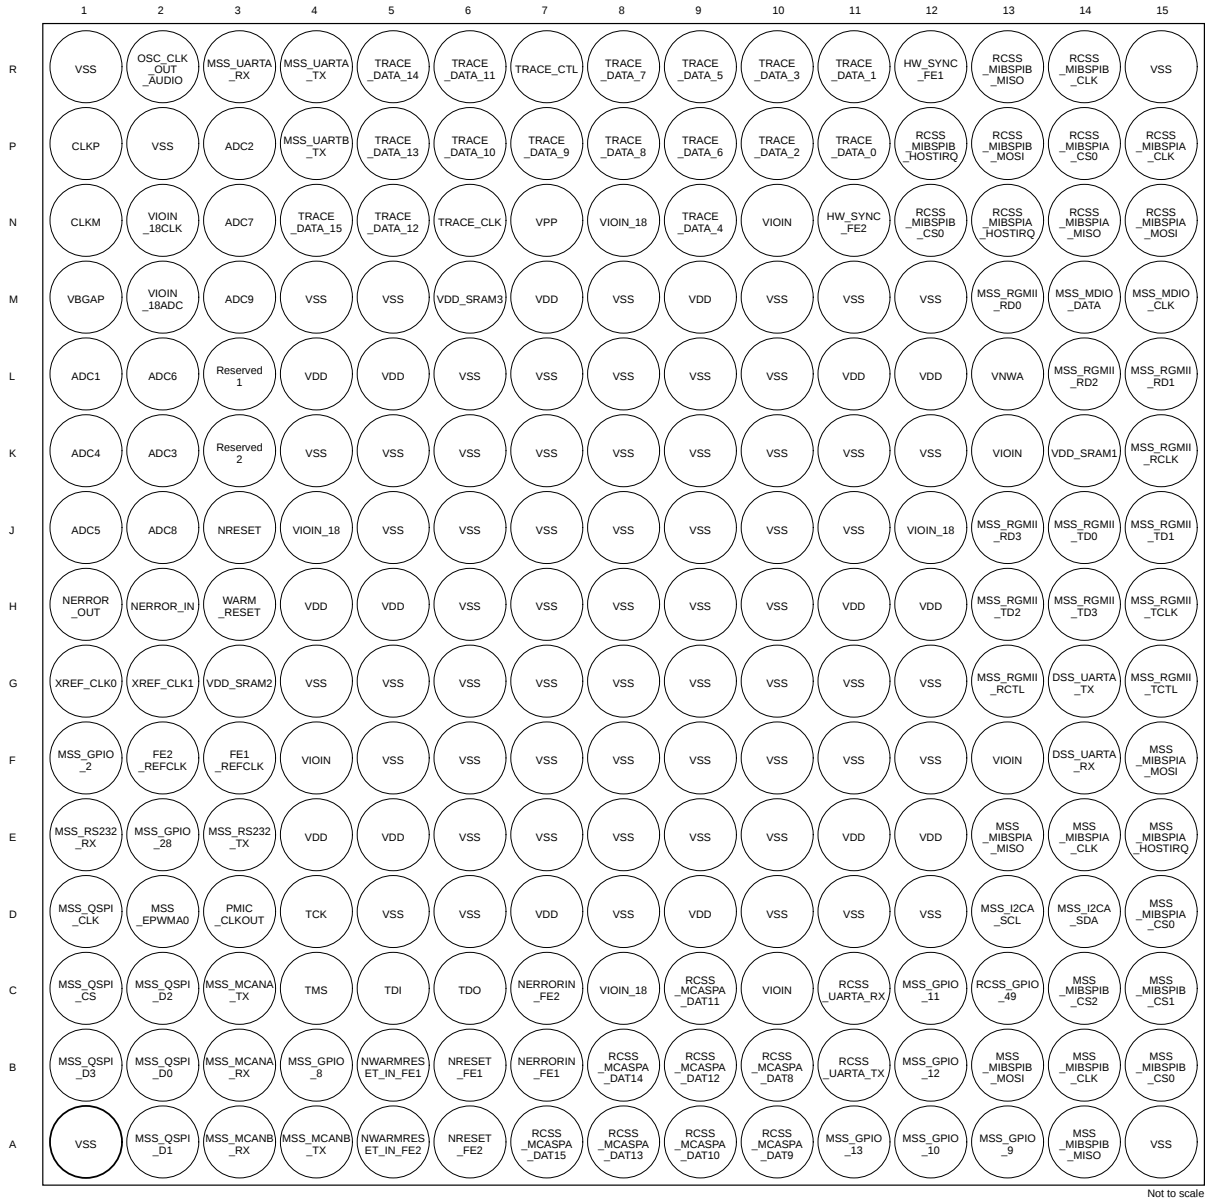 1 2 3 4 5 6 7 8 9 10 11 12 13 14 15
R VSS OSC_CLK_OUT_AUDIO MSS_UARTA_RX MSS_UARTA_TX TRACE_DATA_14 TRACE_DATA_11 TRACE_CTL TRACE_DATA_7 TRACE_DATA_5 TRACE_DATA_3 TRACE_DATA_1 HW_SYNC_FE1 RCSS_MIBSPIB_MISO RCSS_MIBSPIB_CLK VSS
P CLKP VSS ADC2 MSS_UARTB_TX TRACE_DATA_13 TRACE_DATA_10 TRACE_DATA_9 TRACE_DATA_8 TRACE_DATA_6 TRACE_DATA_2 TRACE_DATA_0 RCSS_MIBSPIB_HOSTIRQ RCSS_MIBSPIB_MOSI RCSS_MIBSPIA_CS0 RCSS_MIBSPIA_CLK
N CLKM VIOIN_18CLK ADC7 TRACE_DATA_15 TRACE_DATA_12 TRACE_CLK VPP VIOIN_18 TRACE_DATA_4 VIOIN HW_SYNC_FE2 RCSS_MIBSPIB_CS0 RCSS_MIBSPIA_HOSTIRQ RCSS_MIBSPIA_MISO RCSS_MIBSPIA_MOSI
M VBGAP VIOIN_18ADC ADC9 VSS VSS VDD_SRAM3 VDD VSS VDD VSS VSS VSS MSS_RGMII_RD0 MSS_MDIO_DATA MSS_MDIO_CLK
L ADC1 ADC6 Reserved1 VDD VDD VSS VSS VSS VSS VSS VDD VDD VNWA MSS_RGMII_RD2 MSS_RGMII_RD1
K ADC4 ADC3 Reserved2 VSS VSS VSS VSS VSS VSS VSS VSS VSS VIOIN VDD_SRAM1 MSS_RGMII_RCLK
J ADC5 ADC8 NRESET VIOIN_18 VSS VSS VSS VSS VSS VSS VSS VIOIN_18 MSS_RGMII_RD3 MSS_RGMII_TD0 MSS_RGMII_TD1
H NERROR_OUT NERROR_IN WARM_RESET VDD VDD VSS VSS VSS VSS VSS VDD VDD MSS_RGMII_TD2 MSS_RGMII_TD3 MSS_RGMII_TCLK
G XREF_CLK0 XREF_CLK1 VDD_SRAM2 VSS VSS VSS VSS VSS VSS VSS VSS VSS MSS_RGMII_RCTL DSS_UARTA_TX MSS_RGMII_TCTL
F MSS_GPIO_2 FE2_REFCLK FE1_REFCLK VIOIN VSS VSS VSS VSS VSS VSS VSS VSS VIOIN DSS_UARTA_RX MSS_MIBSPIA_MOSI
E MSS_RS232_RX MSS_GPIO_28 MSS_RS232_TX VDD VDD VSS VSS VSS VSS VSS VDD VDD MSS_MIBSPIA_MISO MSS_MIBSPIA_CLK MSS_MIBSPIA_HOSTIRQ
D MSS_QSPI_CLK MSS_EPWMA0 PMIC_CLKOUT TCK VSS VSS VDD VSS VDD VSS VSS VSS MSS_I2CA_SCL MSS_I2CA_SDA MSS_MIBSPIA_CS0
C MSS_QSPI_CS MSS_QSPI_D2 MSS_MCANA_TX TMS TDI TDO NERRORIN_FE2 VIOIN_18 RCSS_MCASPA_DAT11 VIOIN RCSS_UARTA_RX MSS_GPIO_11 RCSS_GPIO_49 MSS_MIBSPIB_CS2 MSS_MIBSPIB_CS1
B MSS_QSPI_D3 MSS_QSPI_D0 MSS_MCANA_RX MSS_GPIO_8 NWARMRESET_IN_FE1 NRESET_FE1 NERRORIN_FE1 RCSS_MCASPA_DAT14 RCSS_MCASPA_DAT12 RCSS_MCASPA_DAT8 RCSS_UARTA_TX MSS_GPIO_12 MSS_MIBSPIB_MOSI MSS_MIBSPIB_CLK MSS_MIBSPIB_CS0
A VSS MSS_QSPI_D1 MSS_MCANB_RX MSS_MCANB_TX NWARMRESET_IN_FE2 NRESET_FE2 RCSS_MCASPA_DAT15 RCSS_MCASPA_DAT13 RCSS_MCASPA_DAT10 RCSS_MCASPA_DAT9 MSS_GPIO_13 MSS_GPIO_10 MSS_GPIO_9 MSS_MIBSPIB_MISO VSS
Not to scale